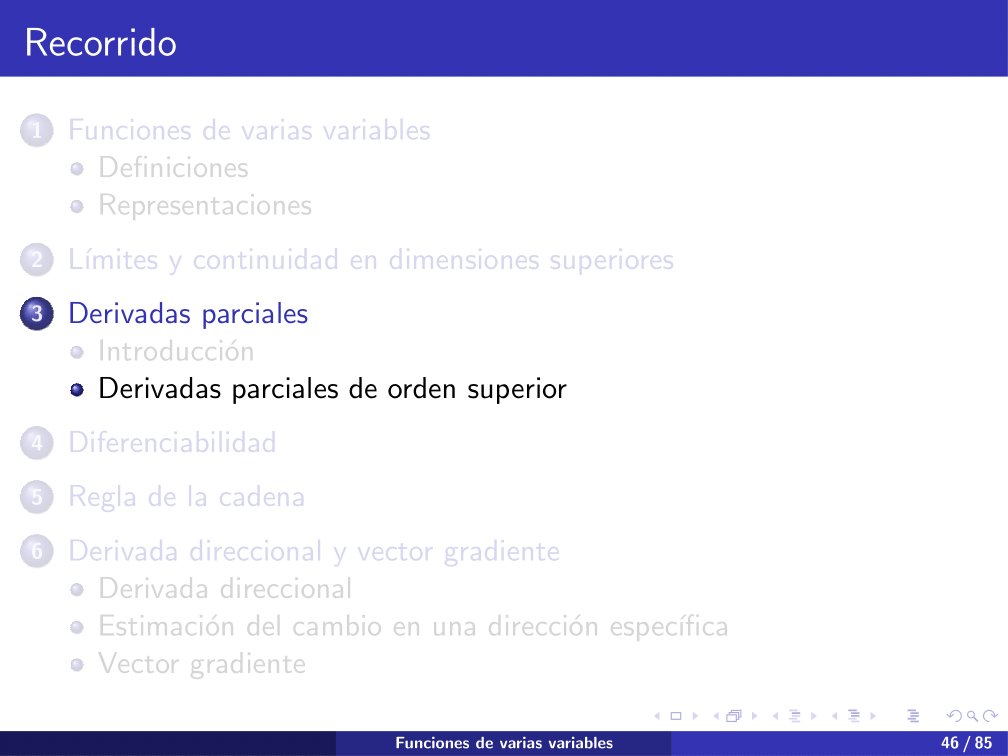 Recorrido
1 Funciones de varias variables
Definiciones
Representaciones
2 Límites y continuidad en dimensiones superiores
3 Derivadas parciales
Introducción
Derivadas parciales de orden superior
4 Diferenciabilidad
5 Regla de la cadena
6 Derivada direccional y vector gradiente
Derivada direccional
Estimación del cambio en una dirección específica
Vector gradiente
Funciones de varias variables 46 / 85